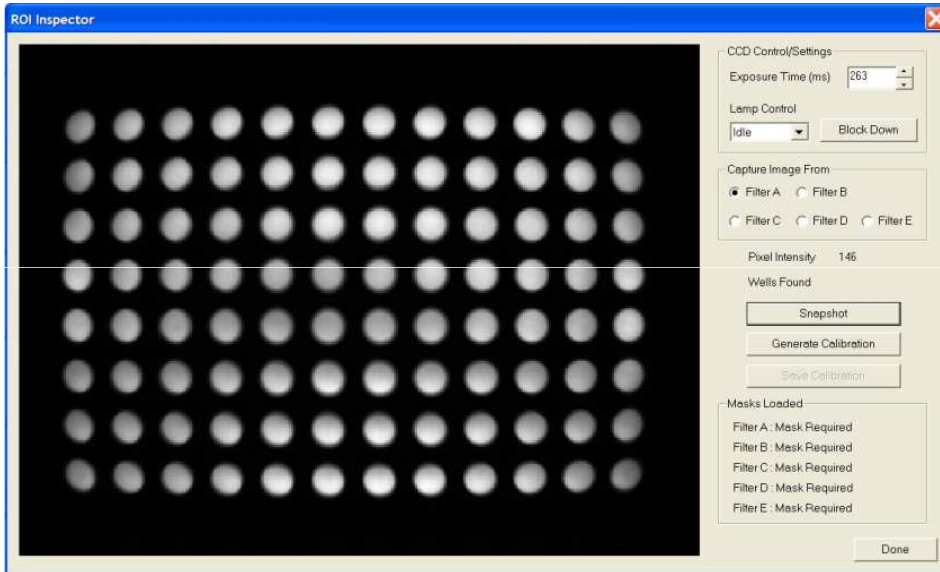 ROI Inspector
CCD Control/Settings
Exposure Time (ms) 263
Lamp Control
Idle Block Down
Capture Image From
Filter A Filter B
Filter C Filter D Filter E
Pixel Intensity 146
Wells Found
Snapshot
Generate Calibration
Save Calibration
Masks Loaded
Filter A : Mask Required
Filter B : Mask Required
Filter C : Mask Required
Filter D : Mask Required
Filter E : Mask Required
Done